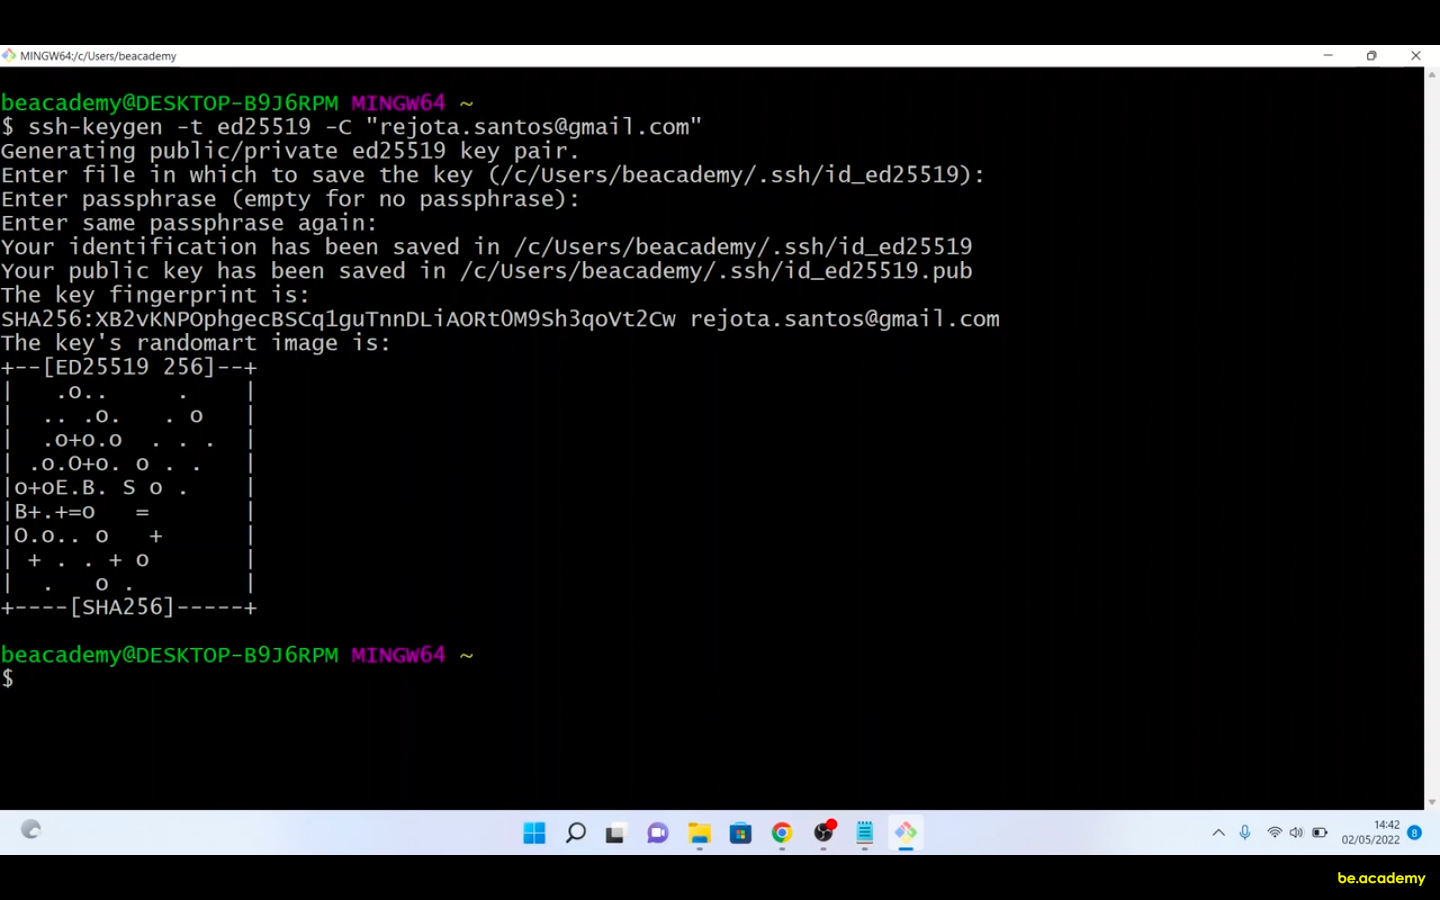 MINGW64:/c/Users/beacademy
beacademy@DESKTOP-B9J6RPM MINGW64 ~
$ ssh-keygen -t ed25519 -C "rejota.santos@gmail.com"
Generating public/private ed25519 key pair.
Enter file in which to save the key (/c/Users/beacademy/.ssh/id_ed25519):
Enter passphrase (empty for no passphrase):
Enter same passphrase again:
Your identification has been saved in /c/Users/beacademy/.ssh/id_ed25519
Your public key has been saved in /c/Users/beacademy/.ssh/id_ed25519.pub
The key fingerprint is:
SHA256:XB2vKNPOphgecBSCq1guTnnDLiAORtOM9Sh3qoVt2Cw rejota.santos@gmail.com
The key's randomart image is:
+--[ED25519 256]--+
|    .o..     .    |
|   .. .o.   . o   |
|   .o+o.o  . . .  |
|  .o.O+o. o . .   |
|o+oE.B. S o .    |
|B+.+=o   =       |
|O.o.. o   +      |
| + . . + o       |
|  .   o .        |
+----[SHA256]-----+
beacademy@DESKTOP-B9J6RPM MINGW64 ~
$
14:42
02/05/2022
8
be.academy